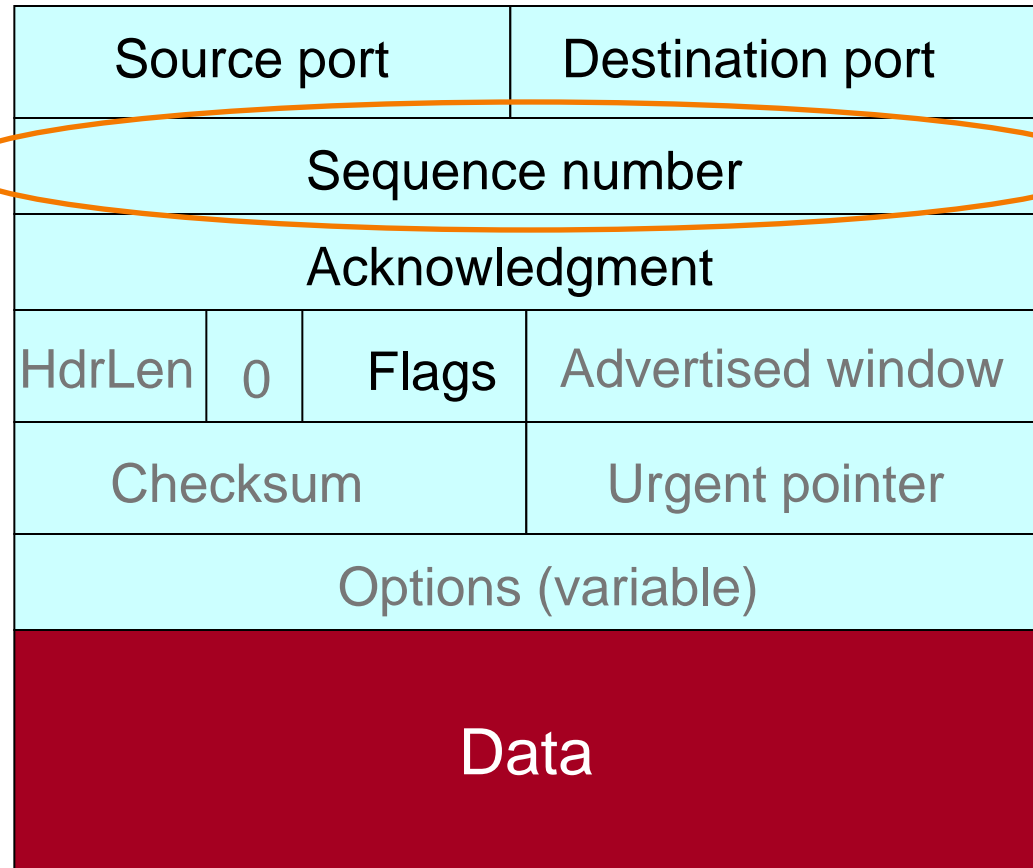 Source port Destination port
Sequence number
Acknowledgment
HdrLen 0 Flags Advertised window
Checksum Urgent pointer
Options (variable)
Data